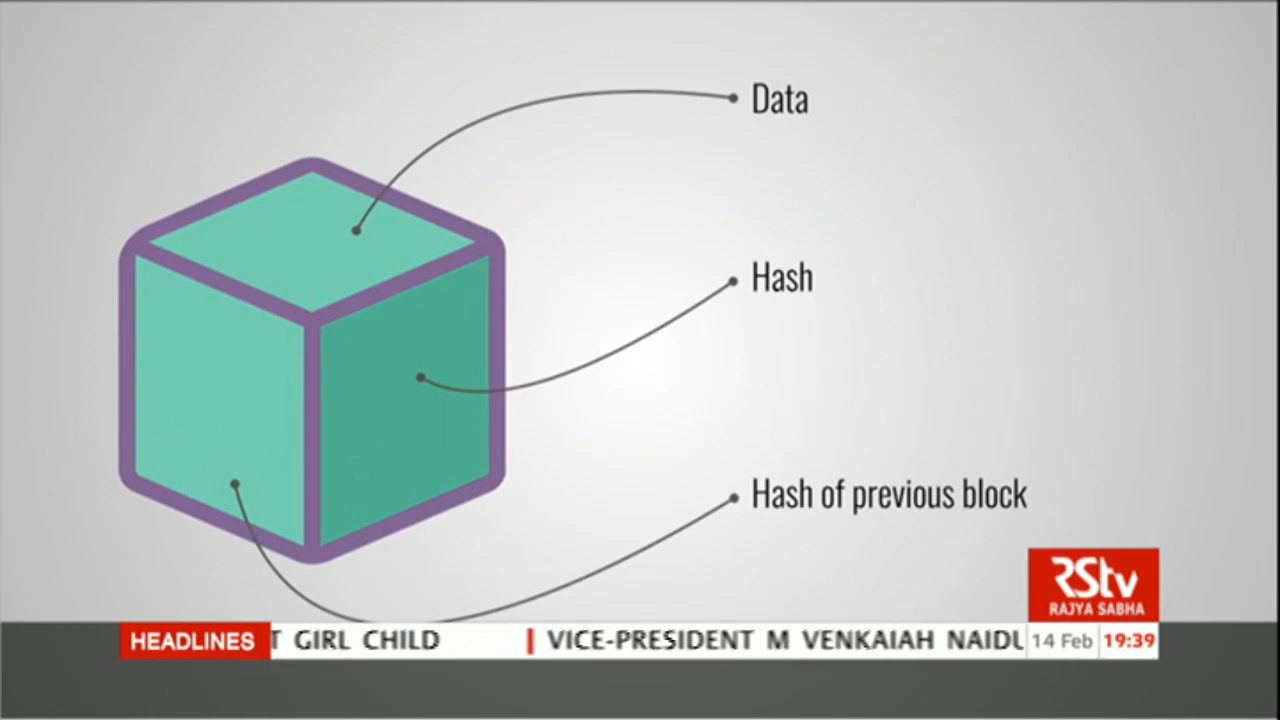 Data
Hash
Hash of previous block
RStv
RAJYA SABHA
HEADLINES
GIRL CHILD
VICE-PRESIDENT M VENKAIAH
14 Feb
19:39